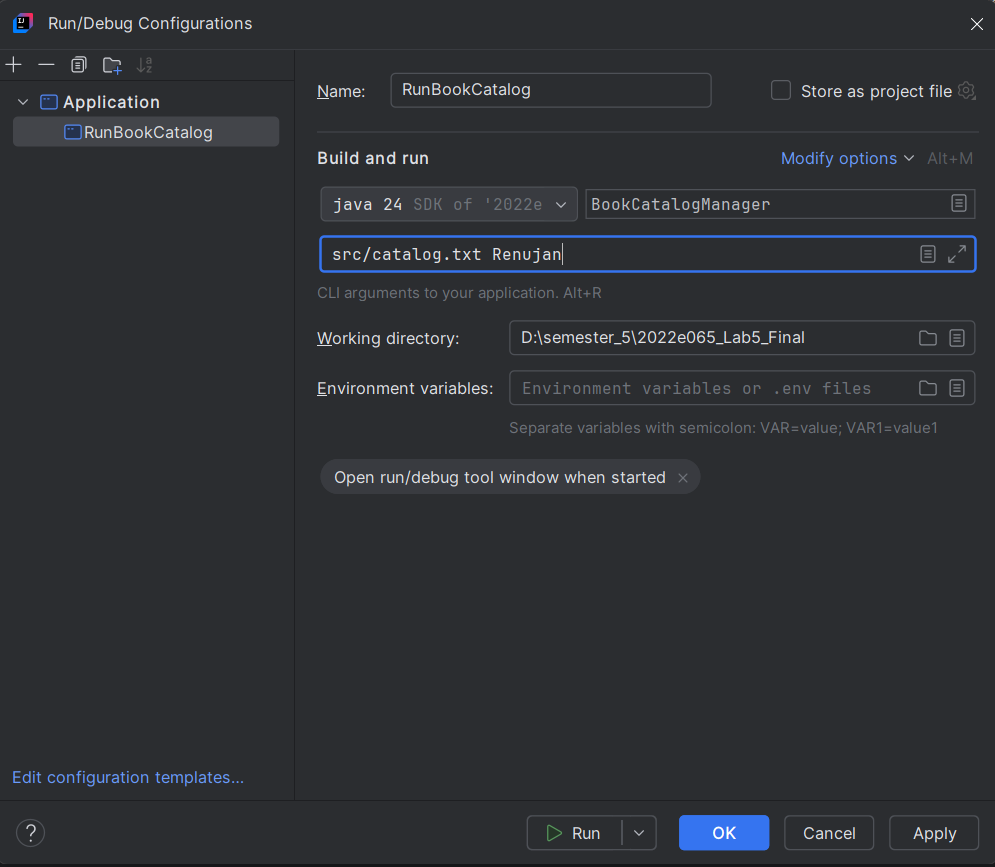 Run/Debug Configurations
Application
RunBookCatalog
Name: RunBookCatalog Store as project file
Build and run Modify options Alt+M
java 24 SDK of '2022e BookCatalogManager
src/catalog.txt Renujan
CLI arguments to your application. Alt+R
Working directory: D:\semester_5\2022e065_Lab5_Final
Environment variables: Environment variables or .env files
Separate variables with semicolon: VAR=value; VAR1=value1
Open run/debug tool window when started
Edit configuration templates...
? Run OK Cancel Apply